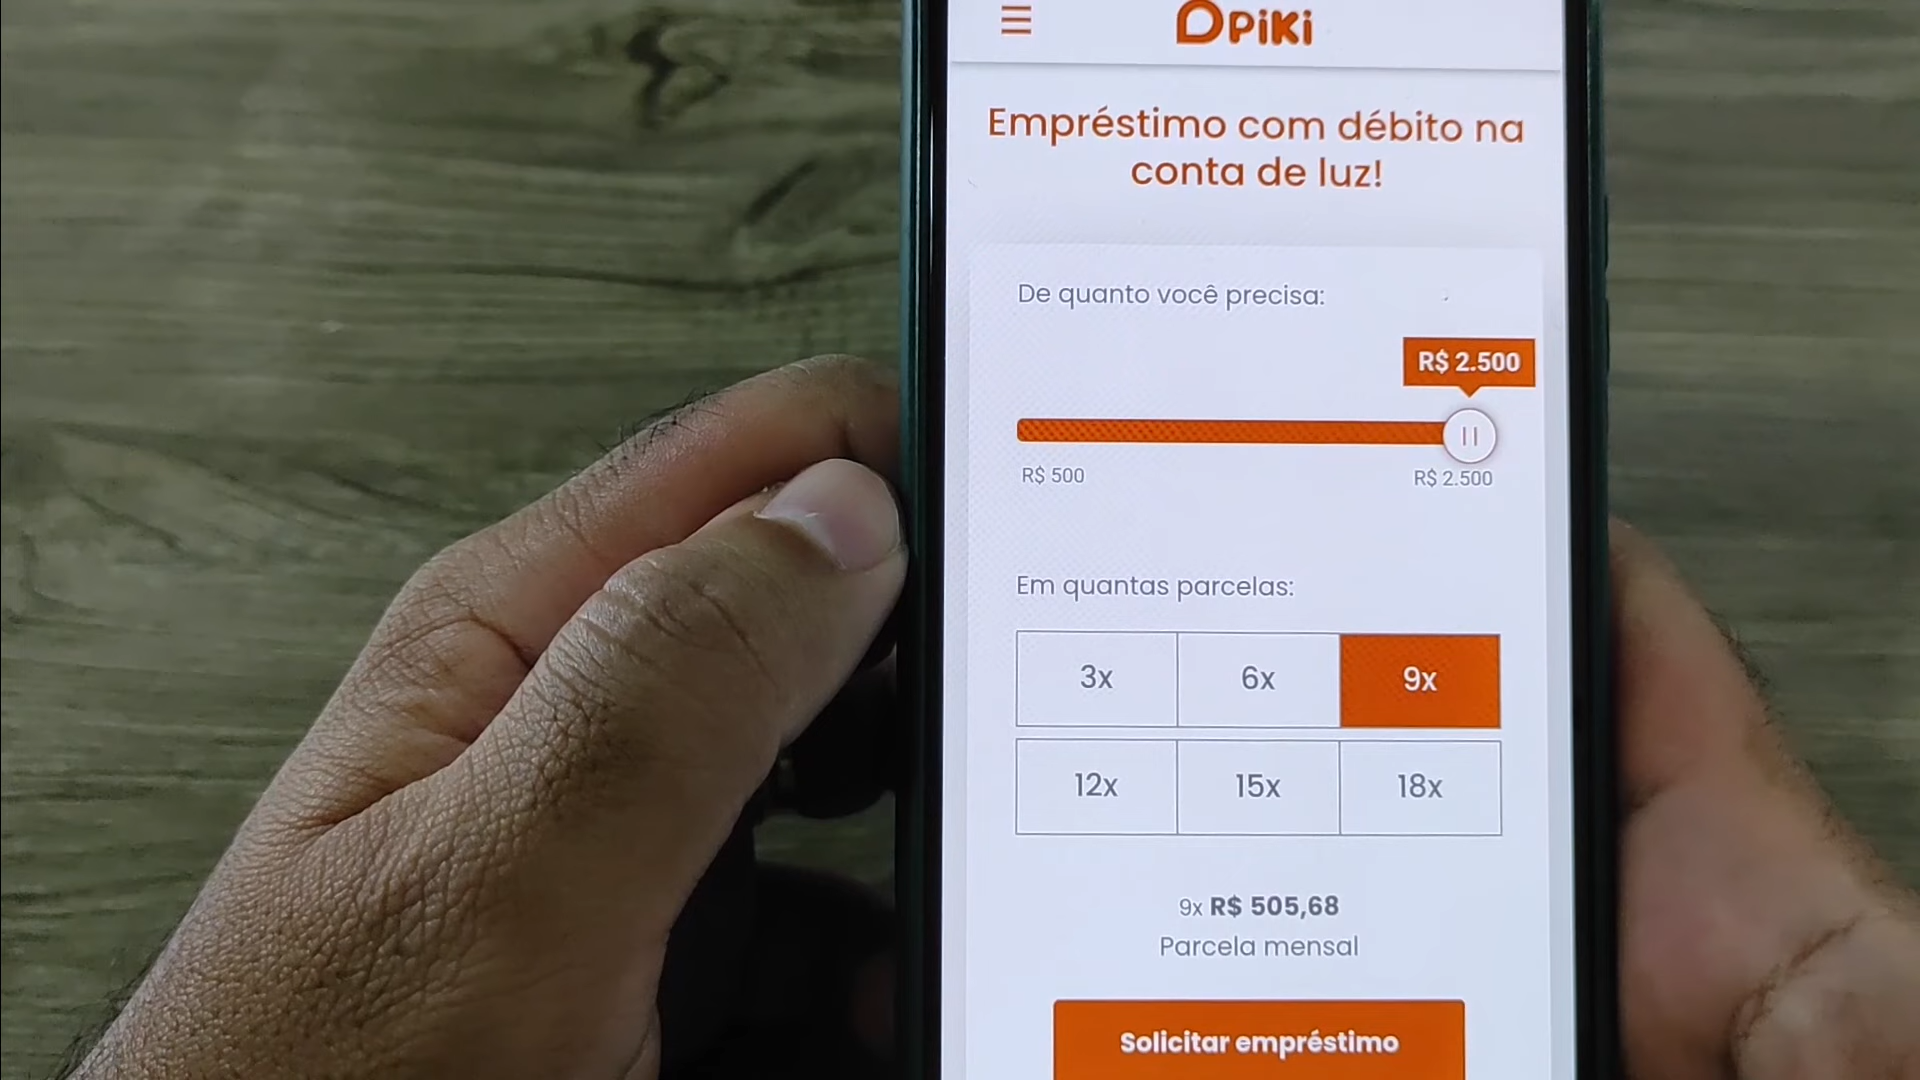 PiKi
Empréstimo com débito na
conta de luz!
De quanto você precisa:
R$ 2.500
R$ 500
R$ 2.500
Em quantas parcelas:
3x
6x
9x
12x
15x
18x
9x R$ 505,68
Parcela mensal
Solicitar empréstimo